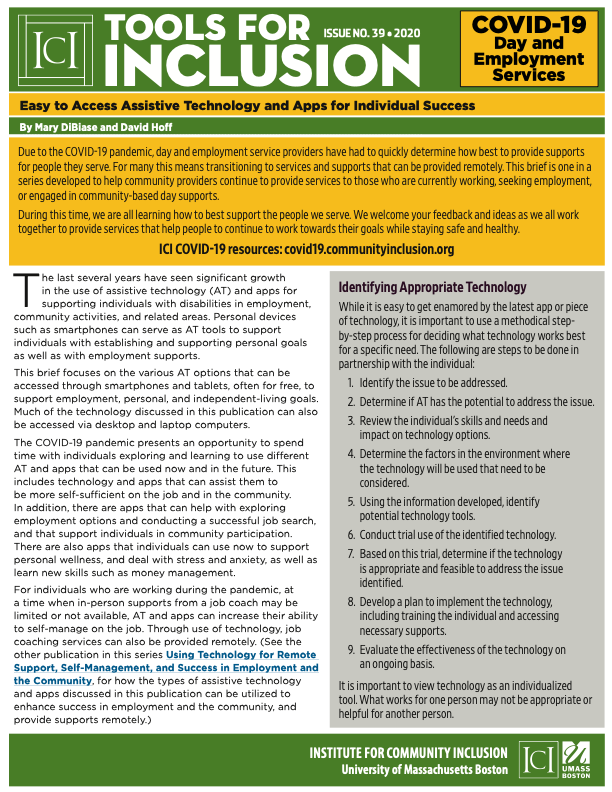 ICI
TOOLS FOR
INCLUSION
ISSUE NO. 39 • 2020
COVID-19
Day and
Employment
Services
Easy to Access Assistive Technology and Apps for Individual Success
By Mary DiBiase and David Hoff
Due to the COVID-19 pandemic, day and employment service providers have had to quickly determine how best to provide supports
for people they serve. For many this means transitioning to services and supports that can be provided remotely. This brief is one in a
series developed to help community providers continue to provide services to those who are currently working, seeking employment,
or engaged in community-based day supports.
During this time, we are all learning how to best support the people we serve. We welcome your feedback and ideas as we all work
together to provide services that help people to continue to work towards their goals while staying safe and healthy.
ICI COVID-19 resources: covid19.communityinclusion.org
The last several years have seen significant growth
in the use of assistive technology (AT) and apps for
supporting individuals with disabilities in employment,
community activities, and related areas. Personal devices
such as smartphones can serve as AT tools to support
individuals with establishing and supporting personal goals
as well as with employment supports.
This brief focuses on the various AT options that can be
accessed through smartphones and tablets, often for free, to
support employment, personal, and independent-living goals.
Much of the technology discussed in this publication can also
be accessed via desktop and laptop computers.
The COVID-19 pandemic presents an opportunity to spend
time with individuals exploring and learning to use different
AT and apps that can be used now and in the future. This
includes technology and apps that can assist them to
be more self-sufficient on the job and in the community.
In addition, there are apps that can help with exploring
employment options and conducting a successful job search,
and that support individuals in community participation.
There are also apps that individuals can use now to support
personal wellness, and deal with stress and anxiety, as well as
learn new skills such as money management.
For individuals who are working during the pandemic, at
a time when in-person supports from a job coach may be
limited or not available, AT and apps can increase their ability
to self-manage on the job. Through use of technology, job
coaching services can also be provided remotely. (See the
other publication in this series Using Technology for Remote
Support, Self-Management, and Success in Employment and
the Community, for how the types of assistive technology
and apps discussed in this publication can be utilized to
enhance success in employment and the community, and
provide supports remotely.)
Identifying Appropriate Technology
While it is easy to get enamored by the latest app or piece
of technology, it is important to use a methodical step-
by-step process for deciding what technology works best
for a specific need. The following are steps to be done in
partnership with the individual:
1. Identify the issue to be addressed.
2. Determine if AT has the potential to address the issue.
3. Review the individual's skills and needs and
impact on technology options.
4. Determine the factors in the environment where
the technology will be used that need to be
considered.
5. Using the information developed, identify
potential technology tools.
6. Conduct trial use of the identified technology.
7. Based on this trial, determine if the technology
is appropriate and feasible to address the issue
identified.
8. Develop a plan to implement the technology,
including training the individual and accessing
necessary supports.
9. Evaluate the effectiveness of the technology on
an ongoing basis.
It is important to view technology as an individualized
tool. What works for one person may not be appropriate or
helpful for another person.
INSTITUTE FOR COMMUNITY INCLUSION
University of Massachusetts Boston
ICI
UMASS
BOSTON